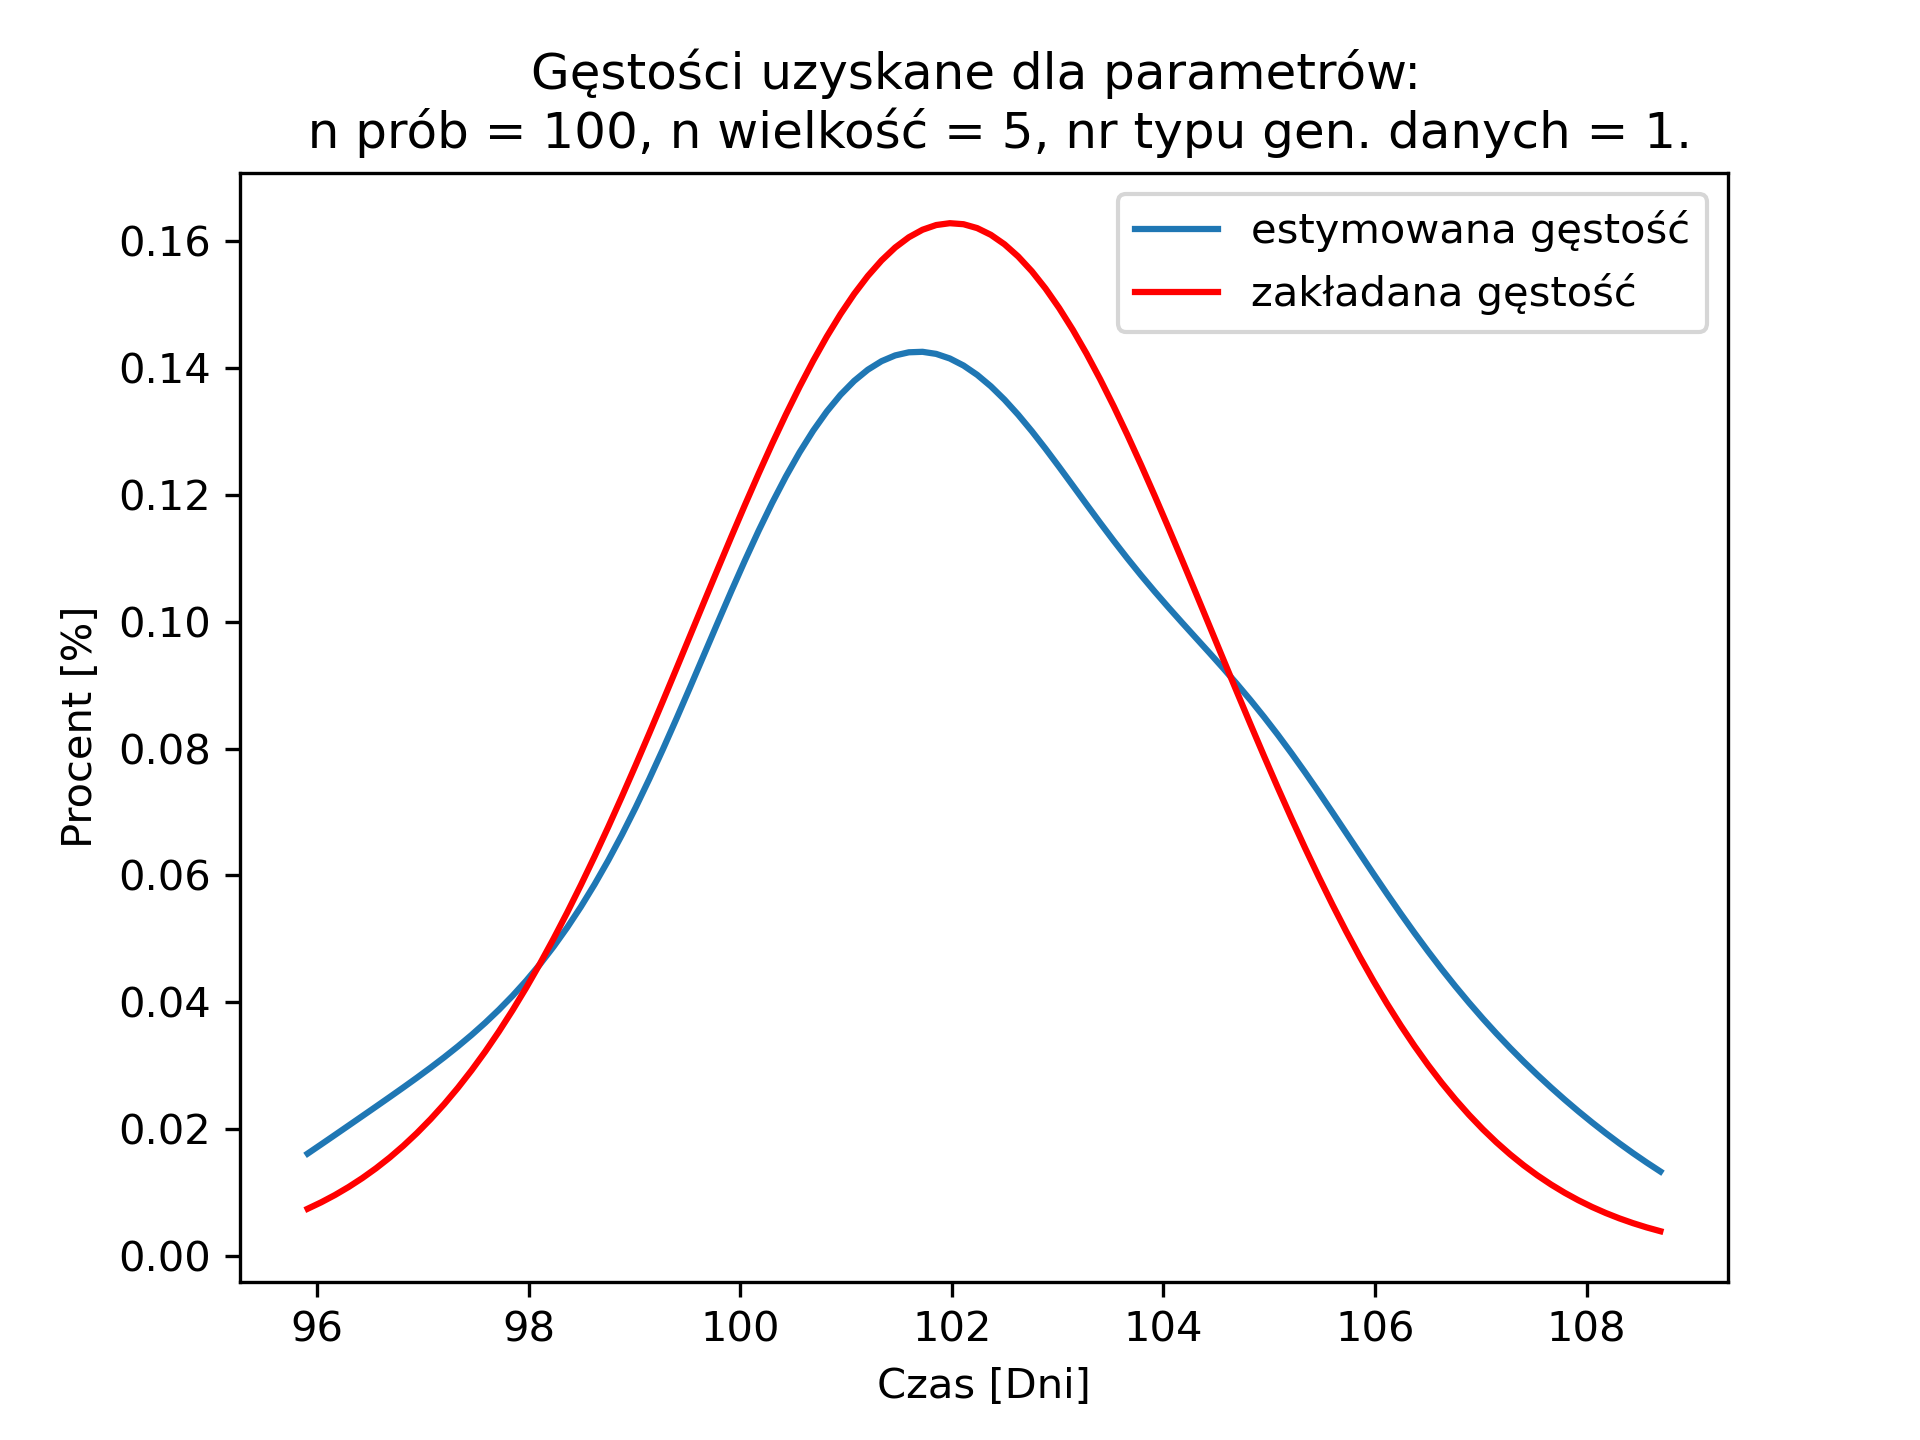 Gęstości uzyskane dla parametrów:
n prób = 100, n wielkość = 5, nr typu gen. danych = 1.
estymowana gęstość
zakładana gęstość
0.16
0.14
0.12
0.10
0.08
0.06
0.04
0.02
0.00
Procent [%]
96 98 100 102 104 106 108
Czas [Dni]